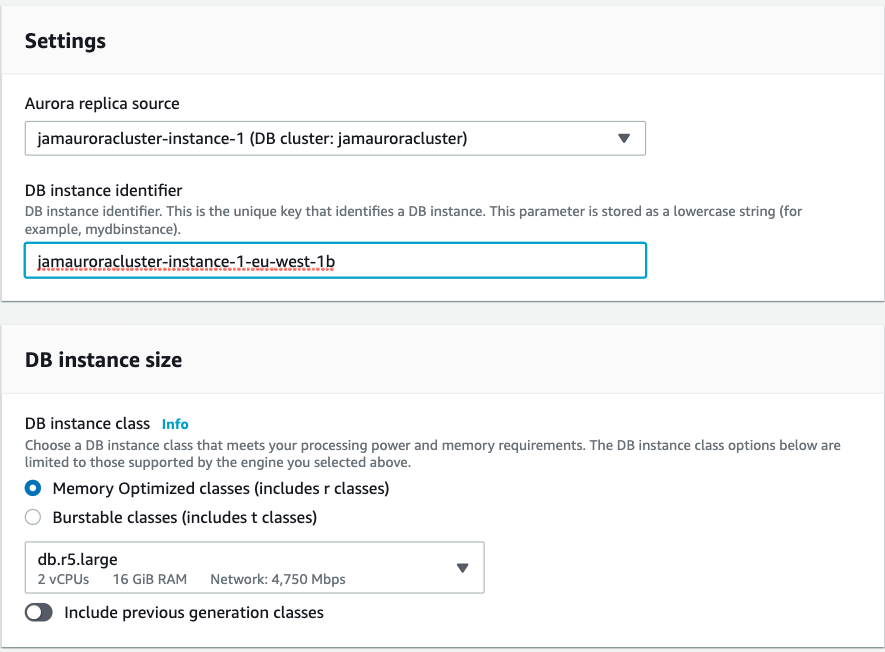 Settings
Aurora replica source
jamauroracluster-instance-1 (DB cluster: jamauroracluster)
DB instance identifier
DB instance identifier. This is the unique key that identifies a DB instance. This parameter is stored as a lowercase string (for
example, mydbinstance).
jamauroracluster-instance-1-eu-west-1b
DB instance size
DB instance class Info
Choose a DB instance class that meets your processing power and memory requirements. The DB instance class options below are
limited to those supported by the engine you selected above.
Memory Optimized classes (includes r classes)
Burstable classes (includes t classes)
db.r5.large
2 vCPUs 16 GiB RAM Network: 4,750 Mbps
Include previous generation classes